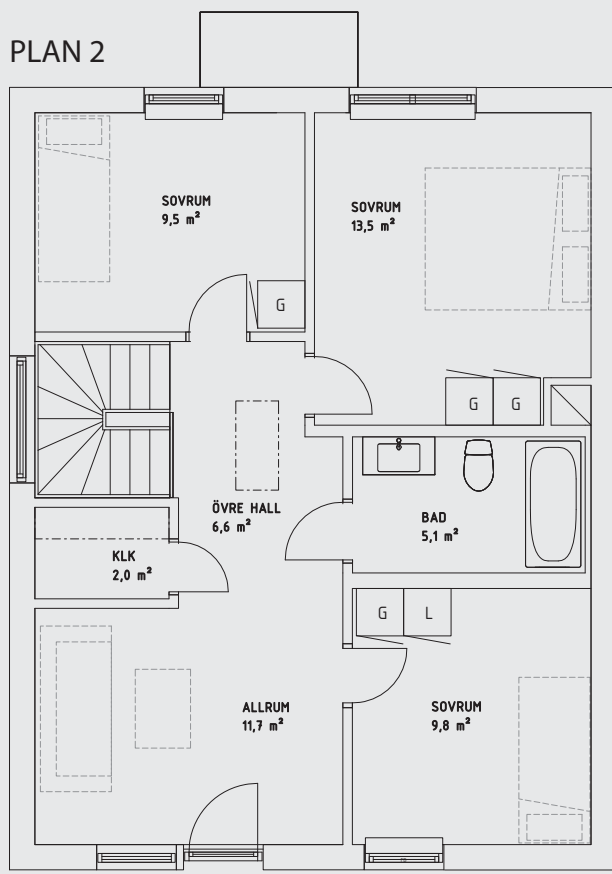 PLAN 2
SOVRUM
9,5 m²
SOVRUM
13,5 m²
G
G G
ÖVRE HALL
6,6 m²
BAD
5,1 m²
KLK
2,0 m²
G L
ALLRUM
11,7 m²
SOVRUM
9,8 m²